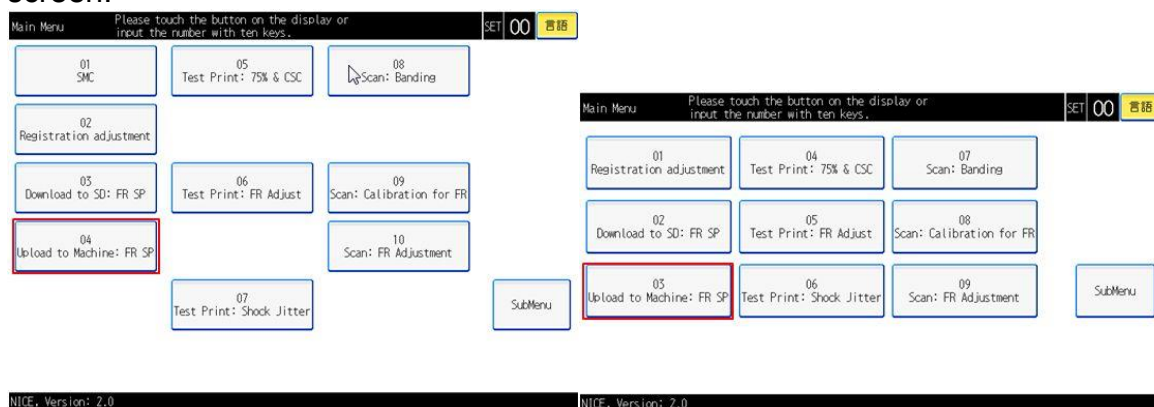 screen.
Main Menu
Please touch the button on the display or
input the number with ten keys.
SET 00 言語
01
SMC
05
Test Print: 75% & CSC
08
Scan: Banding
02
Registration adjustment
03
Download to SD: FR SP
06
Test Print: FR Adjust
09
Scan: Calibration for FR
04
Upload to Machine: FR SP
10
Scan: FR Adjustment
07
Test Print: Shock Jitter
SubMenu
NICE, Version: 2.0
Main Menu
Please touch the button on the display or
input the number with ten keys.
SET 00 言語
01
Registration adjustment
04
Test Print: 75% & CSC
07
Scan: Banding
02
Download to SD: FR SP
05
Test Print: FR Adjust
08
Scan: Calibration for FR
03
Upload to Machine: FR SP
06
Test Print: Shock Jitter
09
Scan: FR Adjustment
SubMenu
NICE, Version: 2.0